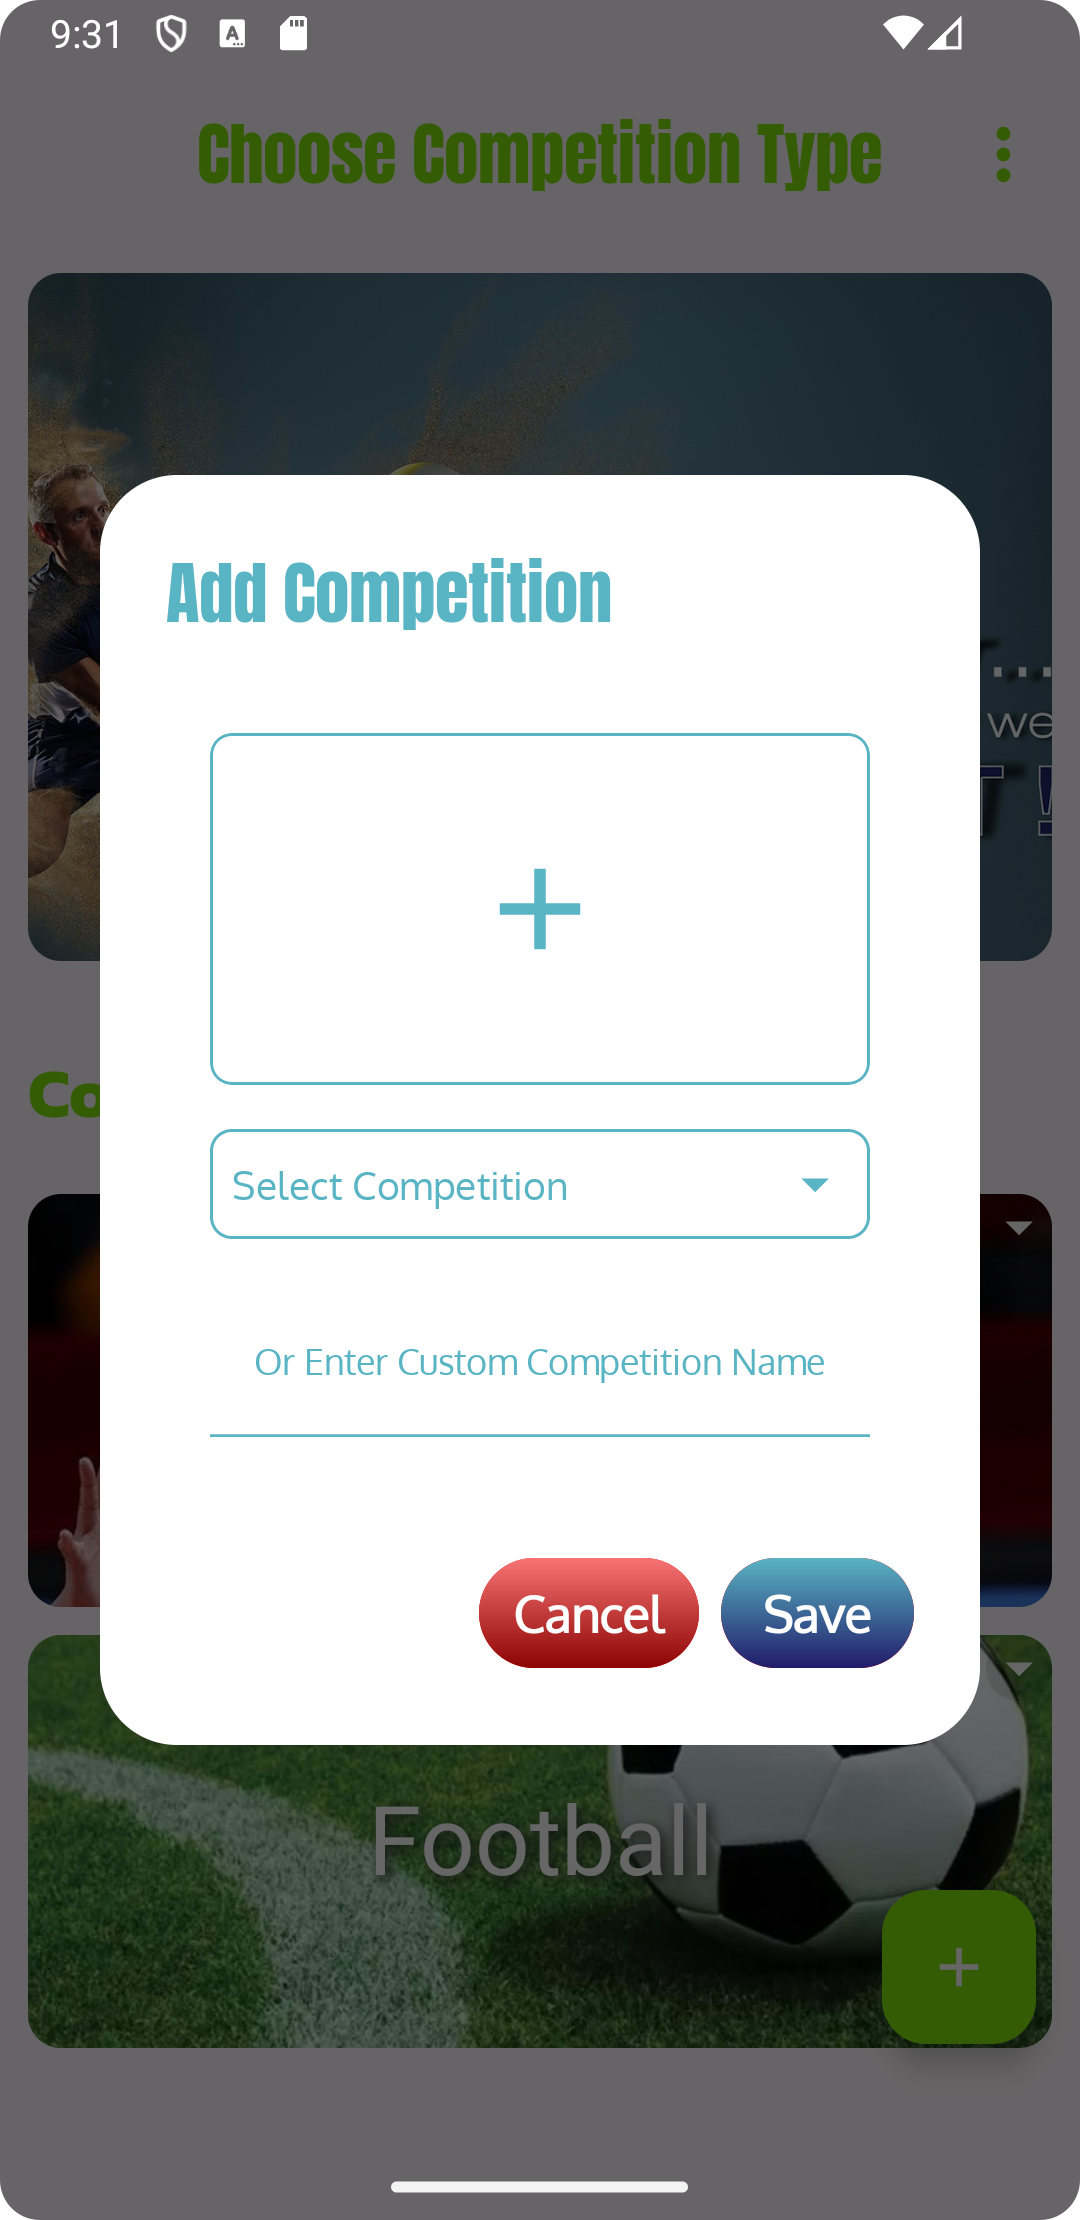 9:31
Choose Competition Type
...
we
T !
Add Competition
Co
Select Competition
Or Enter Custom Competition Name
Cancel Save
Football